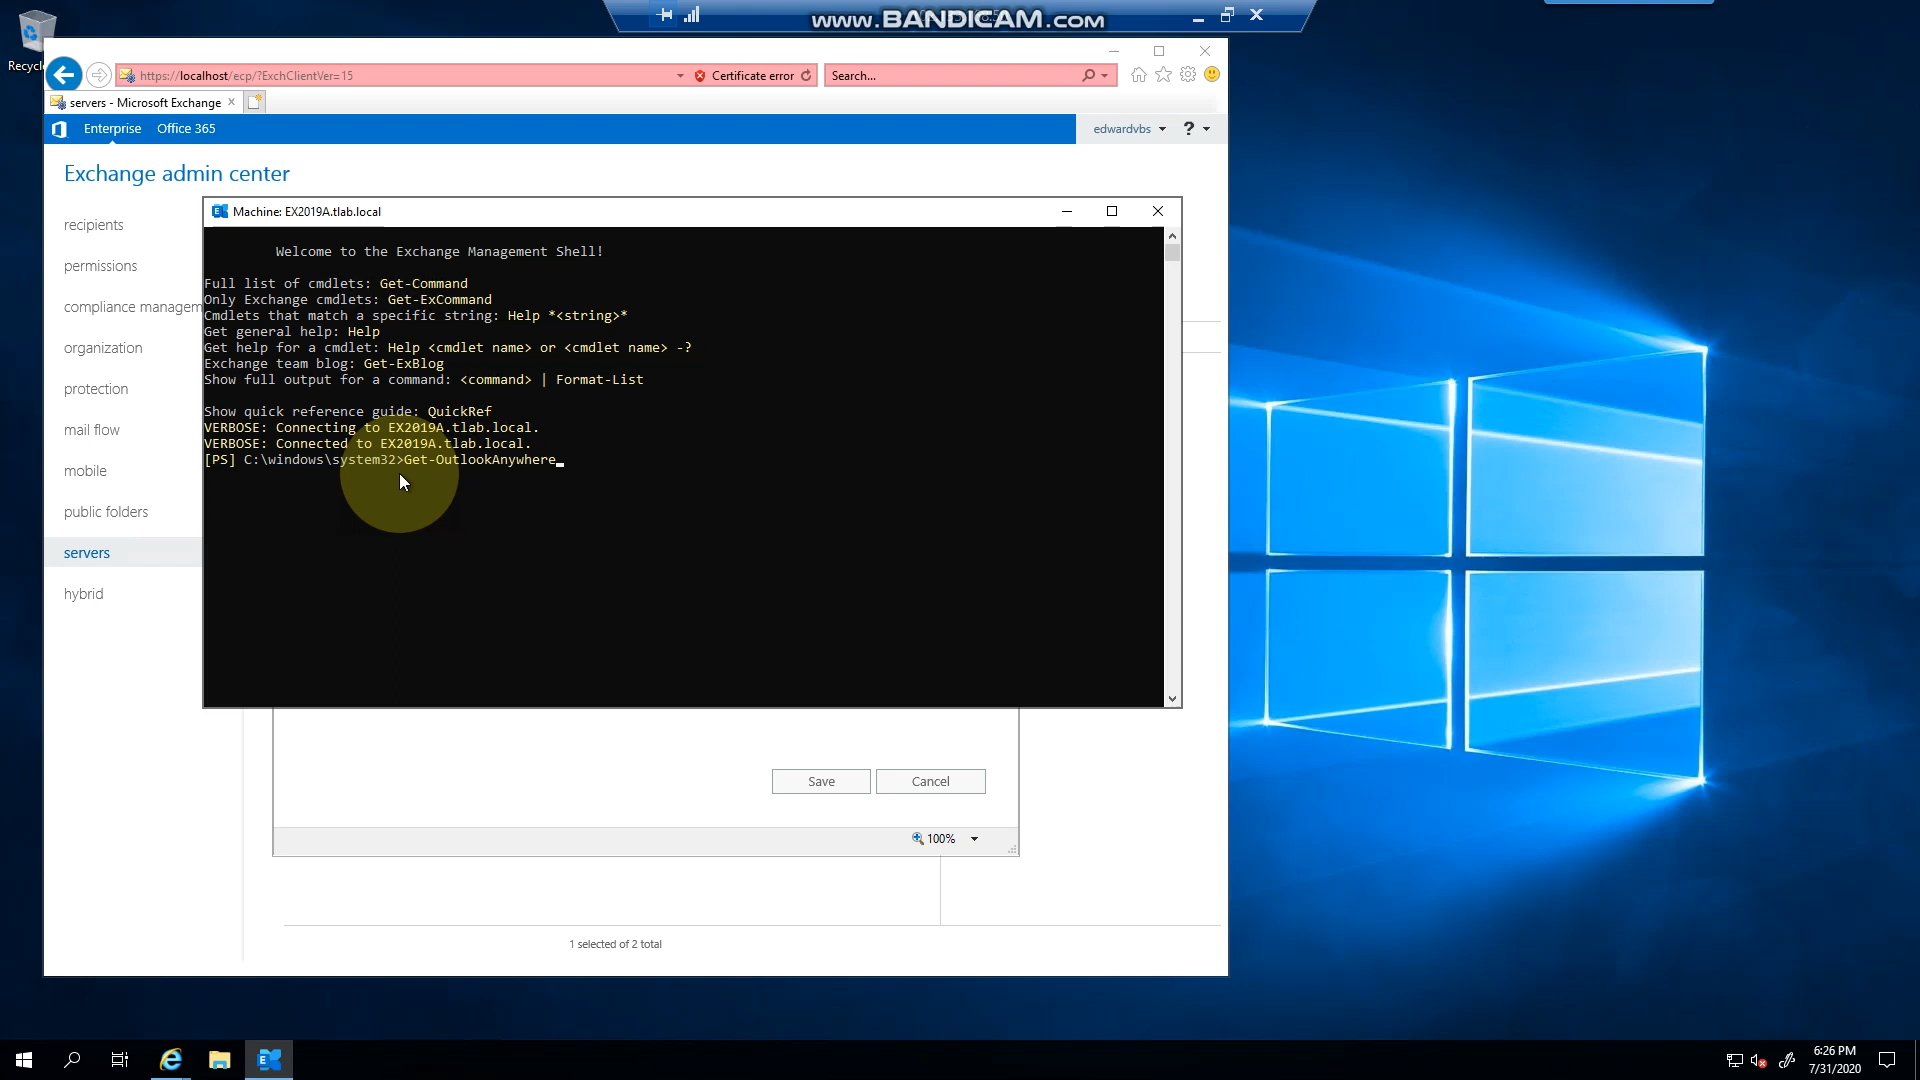 www.BANDICAM.com
Recycl
https://localhost/ecp/?ExchClientVer=15
Certificate error
Search...
servers - Microsoft Exchange
Enterprise
Office 365
edwardvbs
?
Exchange admin center
recipients
permissions
compliance managem
organization
protection
mail flow
mobile
public folders
servers
hybrid
Machine: EX2019A.tlab.local
Welcome to the Exchange Management Shell!
Full list of cmdlets: Get-Command
Only Exchange cmdlets: Get-ExCommand
Cmdlets that match a specific string: Help *<string>*
Get general help: Help
Get help for a cmdlet: Help <cmdlet name> or <cmdlet name> -?
Exchange team blog: Get-ExBlog
Show full output for a command: <command> | Format-List
Show quick reference guide: QuickRef
VERBOSE: Connecting to EX2019A.tlab.local.
VERBOSE: Connected to EX2019A.tlab.local.
[PS] C:\windows\system32>Get-OutlookAnywhere_
Save
Cancel
100%
1 selected of 2 total
6:26 PM
7/31/2020